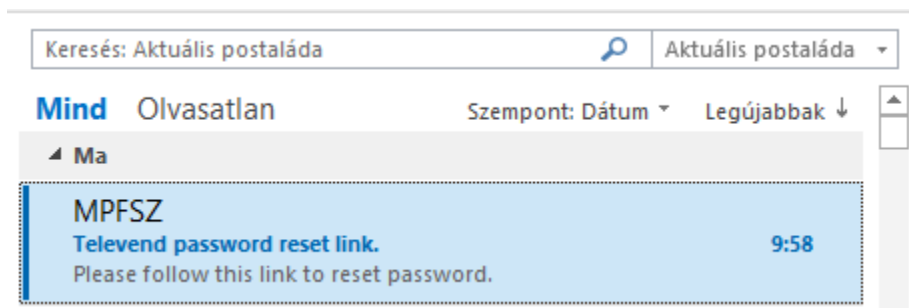 Keresés: Aktuális postaláda Aktuális postaláda
Mind Olvasatlan Szempont: Dátum Legújabbak ↓
Ma
MPFSZ
Televend password reset link. 9:58
Please follow this link to reset password.